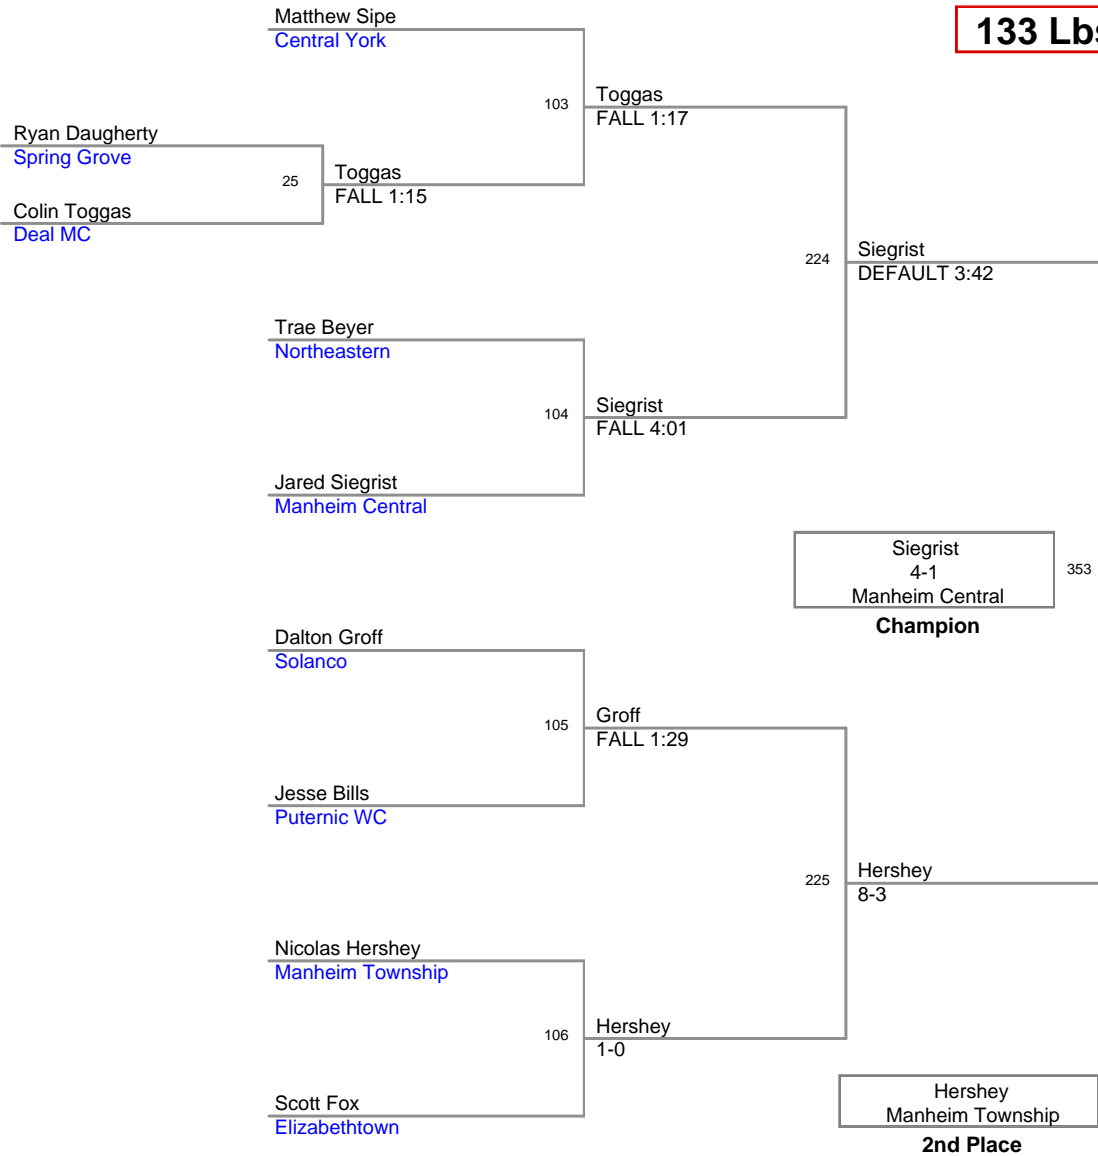 Matthew Sipe
Central York
133 Lbs
103
Toggas
FALL 1:17
Ryan Daugherty
Spring Grove
25
Toggas
FALL 1:15
Colin Toggas
Deal MC
224
Siegrist
DEFAULT 3:42
Trae Beyer
Northeastern
104
Siegrist
FALL 4:01
Jared Siegrist
Manheim Central
Siegrist
4-1
Manheim Central
353
Champion
Dalton Groff
Solanco
105
Groff
FALL 1:29
Jesse Bills
Puternic WC
225
Hershey
8-3
Nicolas Hershey
Manheim Township
106
Hershey
1-0
Scott Fox
Elizabethtown
Hershey
Manheim Township
2nd Place